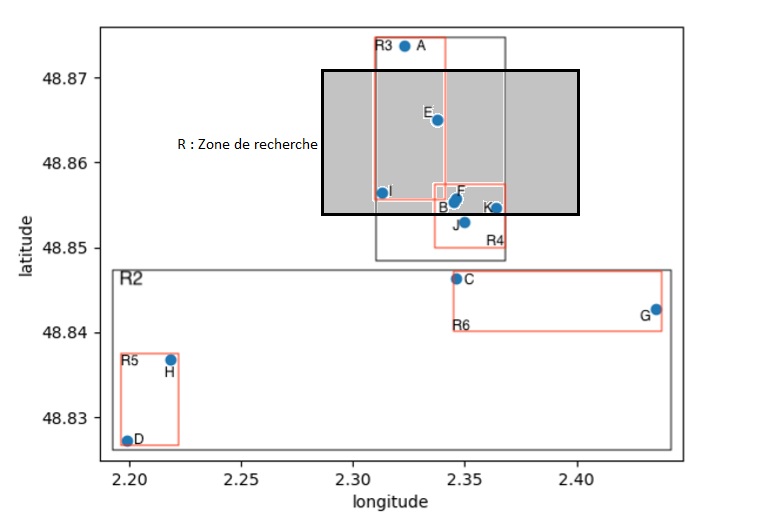 R3 A
48.87
E
R : Zone de recherche
48.86
I
F
B K
48.85
J
R4
latitude
R2
C
48.84
G
R6
R5
H
48.83
D
2.20 2.25 2.30 2.35 2.40
longitude